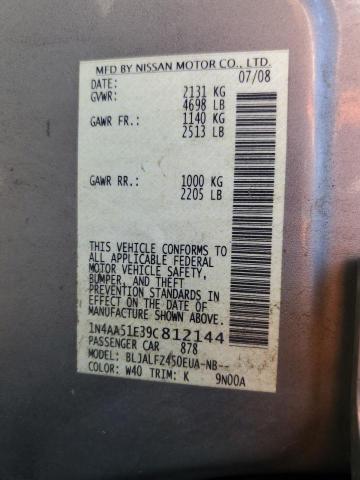 MFD BY NISSAN MOTOR CO., LTD.
DATE: 07/08
GVWR: 2131 KG
4698 LB
GAWR FR.: 1140 KG
2513 LB
GAWR RR.: 1000 KG
2205 LB
THIS VEHICLE CONFORMS TO
ALL APPLICABLE FEDERAL
MOTOR VEHICLE SAFETY,
BUMPER, AND THEFT
PREVENTION STANDARDS IN
EFFECT ON THE DATE OF
MANUFACTURE SHOWN ABOVE.
1N4AA51E39C812144
PASSENGER CAR 878
MODEL: BLJALFZ450EUA-NB--
COLOR: W40 TRIM: K 9N00A